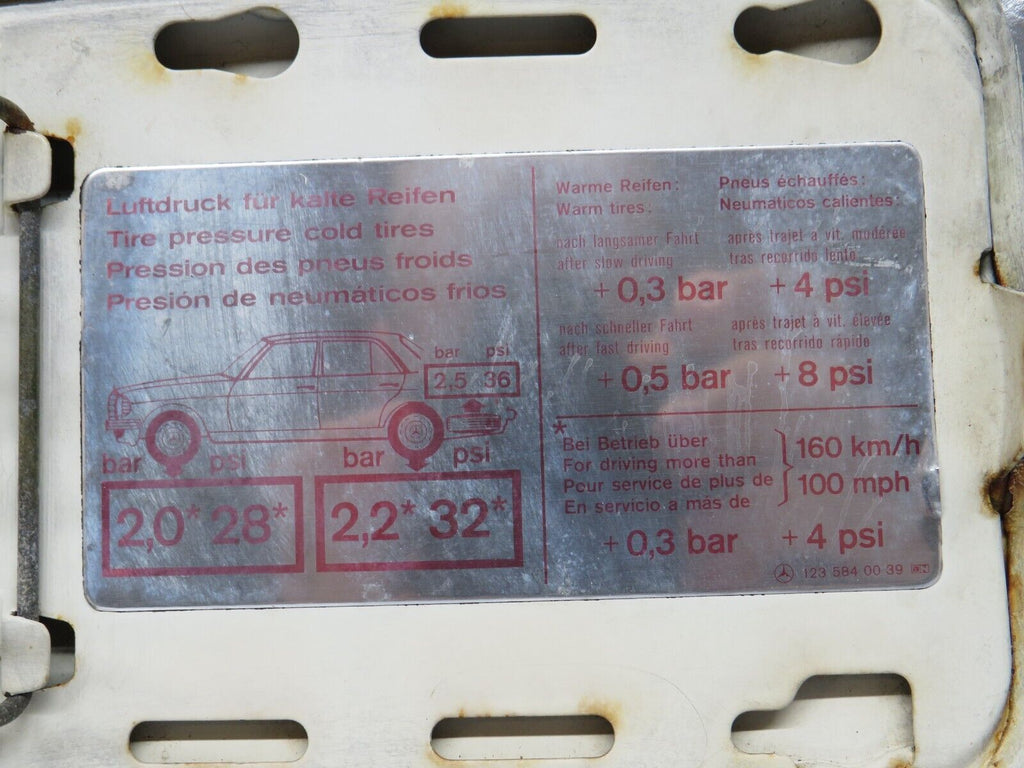 Luftdruck für kalte Reifen
Tire pressure cold tires
Pression des pneus froids
Presión de neumáticos frios
bar psi
2,5 36
bar psi
2,0* 28*
bar psi
2,2* 32*
Warme Reifen:
Warm tires:
Pneus échauffés:
Neumaticos calientes:
nach langsamer Fahrt
after slow driving
après trajet à vit. modérée
tras recorrido lento
+ 0,3 bar + 4 psi
nach schneller Fahrt
after fast driving
après trajet à vit. élevée
tras recorrido rápido
+ 0,5 bar + 8 psi
*
Bei Betrieb über
For driving more than
Pour service de plus de
En servicio a más de
160 km/h
100 mph
+ 0,3 bar + 4 psi
123 584 00 39